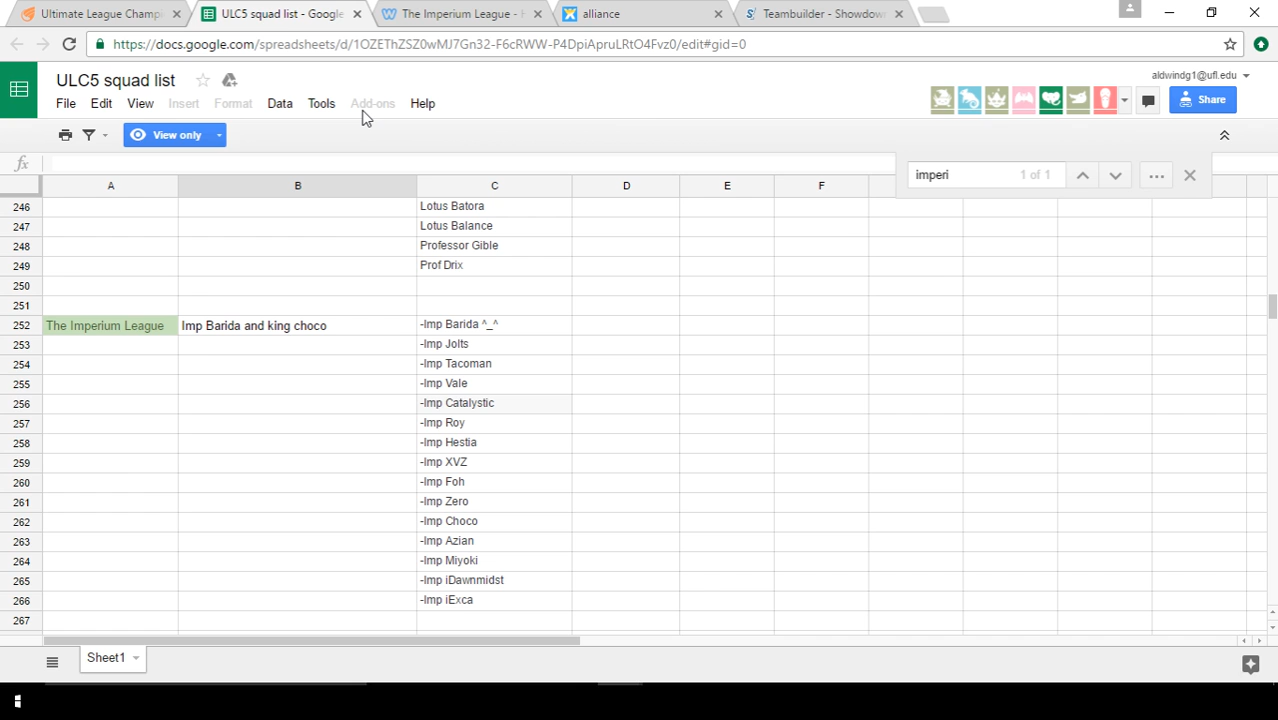 Ultimate League Champi
ULC5 squad list - Google
The Imperium League - H
alliance
Teambuilder - Showdown
https://docs.google.com/spreadsheets/d/1OZEThZSZ0wMJ7Gn32-F6cRWW-P4DpiApruLRtO4Fvz0/edit#gid=0
ULC5 squad list
aldwindg1@ufl.edu
File Edit View Insert Format Data Tools Add-ons Help
Share
View only
fx
imperi 1 of 1
A B C D E F
246 Lotus Batora
247 Lotus Balance
248 Professor Gible
249 Prof Drix
250
251
252 The Imperium League Imp Barida and king choco -Imp Barida ^_^
253 -Imp Jolts
254 -Imp Tacoman
255 -Imp Vale
256 -Imp Catalystic
257 -Imp Roy
258 -Imp Hestia
259 -Imp XVZ
260 -Imp Foh
261 -Imp Zero
262 -Imp Choco
263 -Imp Azian
264 -Imp Miyoki
265 -Imp iDawnmidst
266 -Imp iExca
267
Sheet1